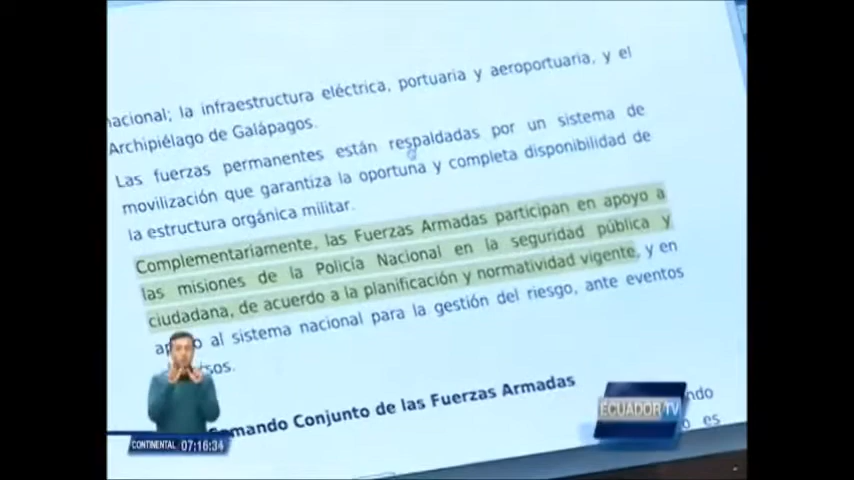 nacional; la infraestructura eléctrica, portuaria y aeroportuaria, y el
Archipiélago de Galápagos.
Las fuerzas permanentes están respaldadas por un sistema de
movilización que garantiza la oportuna y completa disponibilidad de
la estructura orgánica militar.
Complementariamente, las Fuerzas Armadas participan en apoyo a
las misiones de la Policía Nacional en la seguridad pública y
ciudadana, de acuerdo a la planificación y normatividad vigente, y en
al sistema nacional para la gestión del riesgo, ante eventos
Comando Conjunto de las Fuerzas Armadas
es
ECUADOR TV
CONTINENTAL 07:16:34